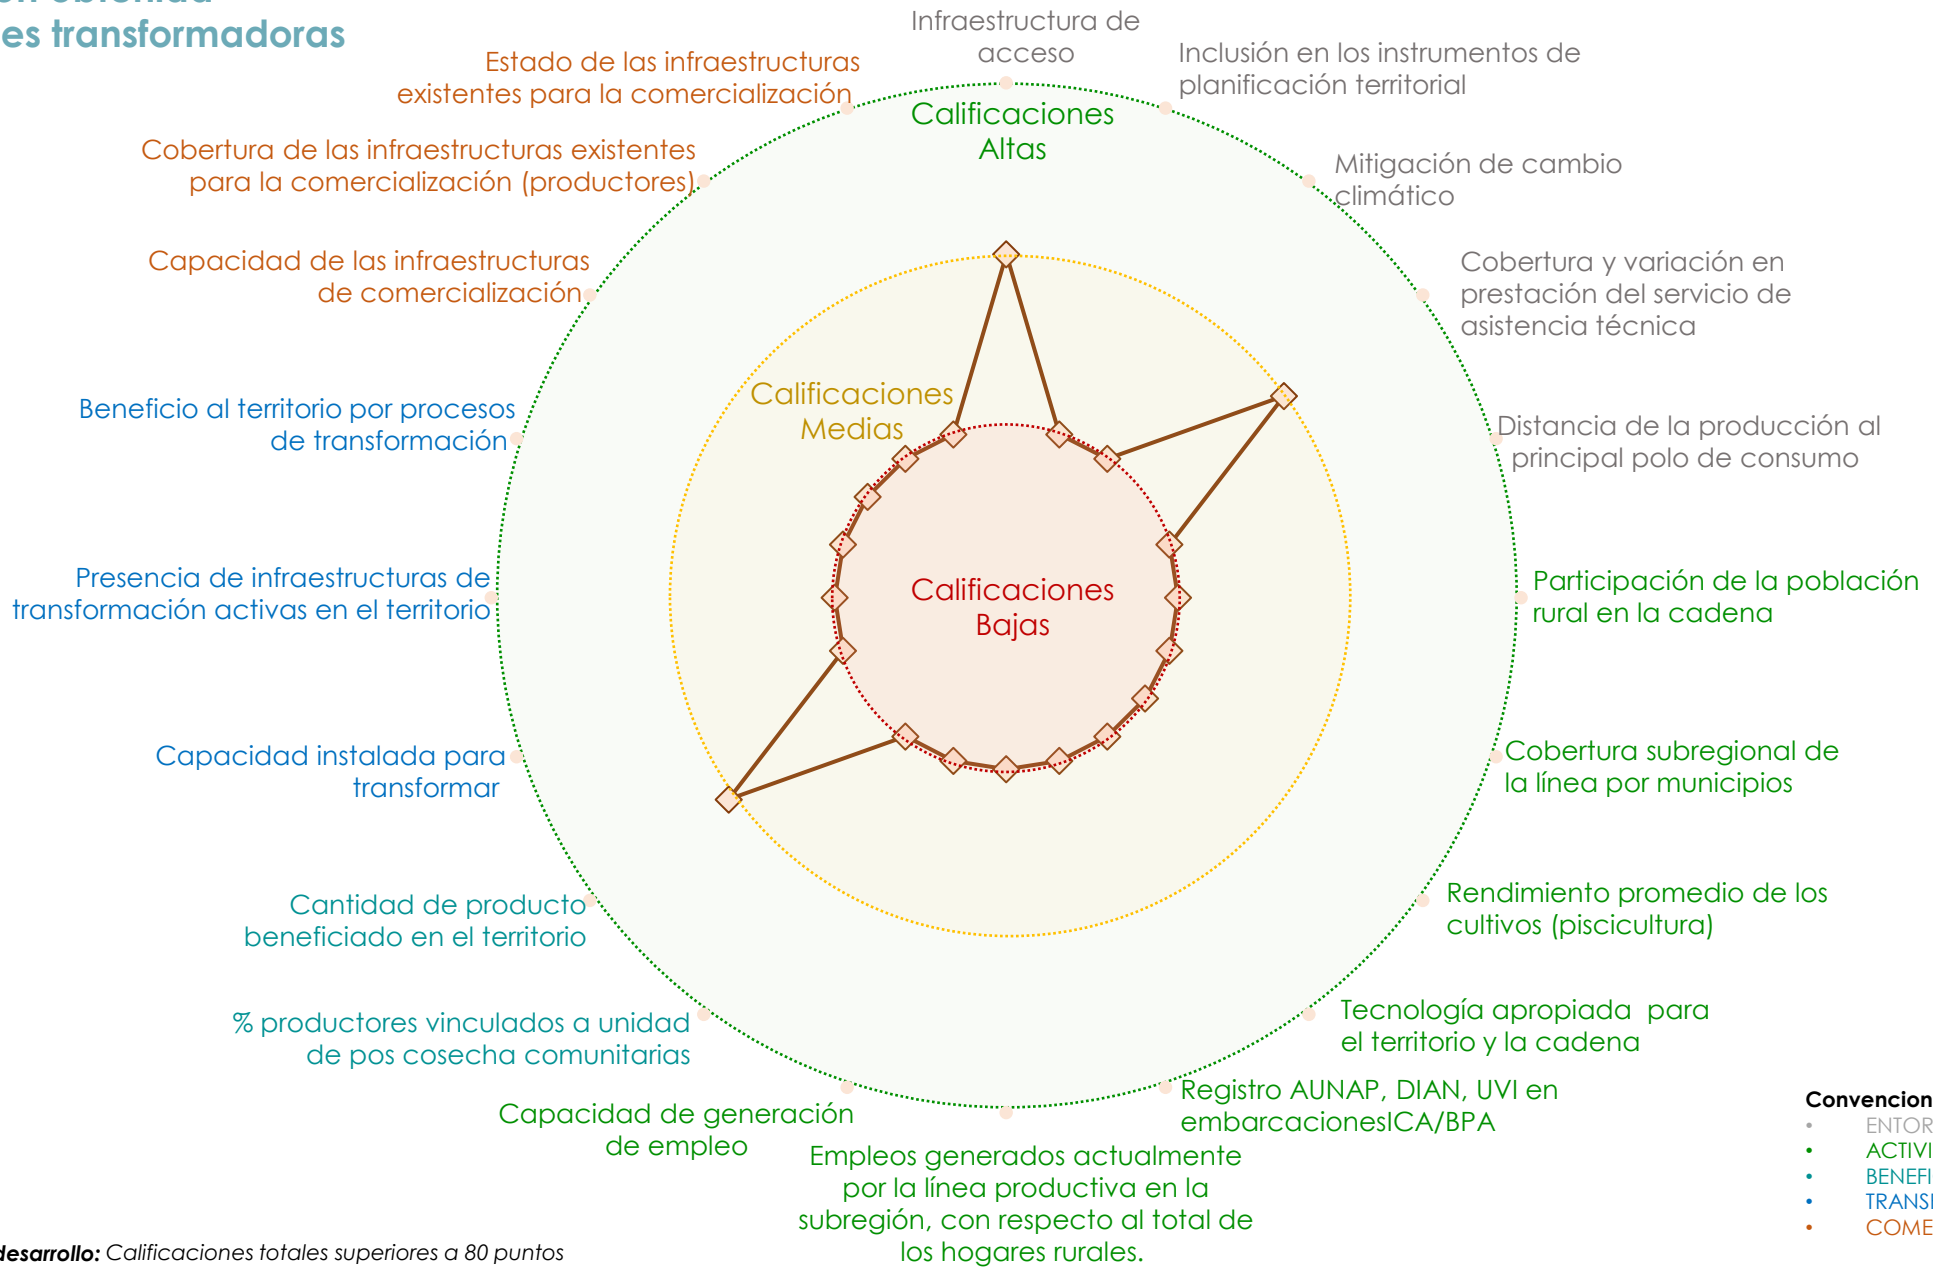 es transformadoras
Infraestructura de
acceso
Inclusión en los instrumentos de
planificación territorial
Mitigación de cambio
climático
Cobertura y variación en
prestación del servicio de
asistencia técnica
Distancia de la producción al
principal polo de consumo
Participación de la población
rural en la cadena
Cobertura subregional de
la línea por municipios
Rendimiento promedio de los
cultivos (piscicultura)
Tecnología apropiada para
el territorio y la cadena
Registro AUNAP, DIAN, UVI en
embarcacionesICA/BPA
Empleos generados actualmente
por la línea productiva en la
subregión, con respecto al total de
los hogares rurales.
Capacidad de generación
de empleo
% productores vinculados a unidad
de pos cosecha comunitarias
Cantidad de producto
beneficiado en el territorio
Capacidad instalada para
transformar
Presencia de infraestructuras de
transformación activas en el territorio
Beneficio al territorio por procesos
de transformación
Capacidad de las infraestructuras
de comercialización
Cobertura de las infraestructuras existentes
para la comercialización (productores)
Estado de las infraestructuras
existentes para la comercialización
Calificaciones
Altas
Calificaciones
Medias
Calificaciones
Bajas
Convencion
• ENTOR
• ACTIVI
• BENEFI
• TRANS
• COME
desarrollo: Calificaciones totales superiores a 80 puntos